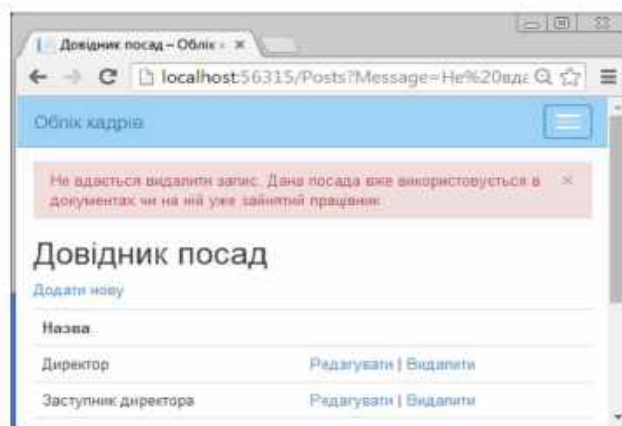 Довідник посад – Облік
localhost:56315/Posts?Message=Не%20вда
Облік кадрів
Не вдається видалити запис. Дана посада вже використовується в
документах чи на ній уже зайнятий працівник
Довідник посад
Додати нову
Назва
Директор Редагувати | Видалити
Заступник директора Редагувати | Видалити